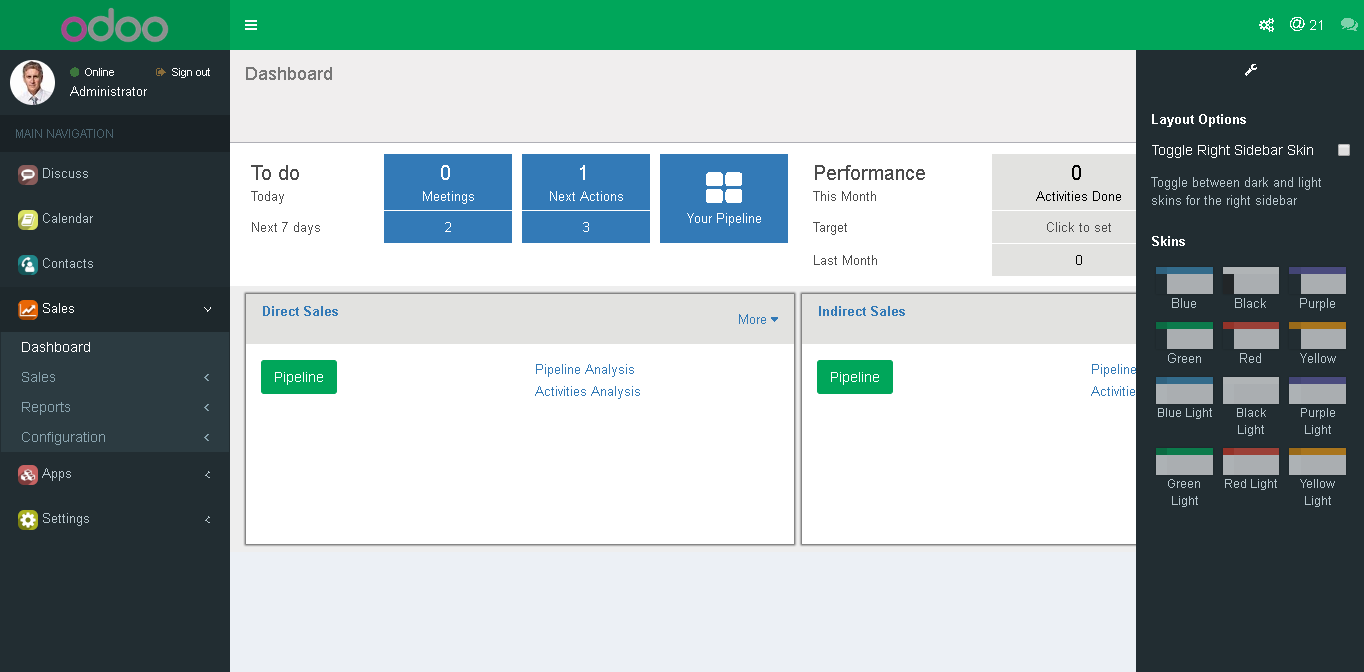 odoo
@ 21
Online
Sign out
Administrator
MAIN NAVIGATION
Discuss
Calendar
Contacts
Sales
Dashboard
Sales
Reports
Configuration
Apps
Settings
Dashboard
To do
Today
Next 7 days
0
Meetings
2
1
Next Actions
3
Your Pipeline
Performance
This Month
Target
Last Month
0
Activities Done
Click to set
0
Direct Sales
More
Pipeline
Pipeline Analysis
Activities Analysis
Indirect Sales
Pipeline
Pipeline
Activitie
Layout Options
Toggle Right Sidebar Skin
Toggle between dark and light
skins for the right sidebar
Skins
Blue
Black
Purple
Green
Red
Yellow
Blue Light
Black
Light
Purple
Light
Green
Light
Red Light
Yellow
Light